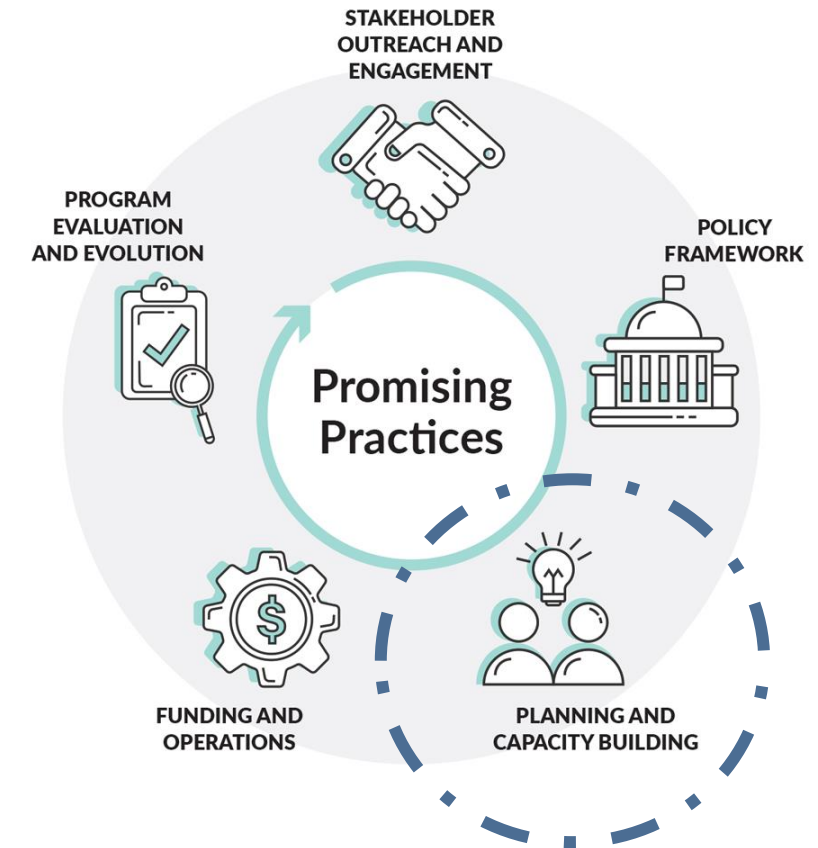 STAKEHOLDER
OUTREACH AND
ENGAGEMENT
PROGRAM
EVALUATION
AND EVOLUTION
POLICY
FRAMEWORK
Promising
Practices
$
FUNDING AND
OPERATIONS
PLANNING AND
CAPACITY BUILDING